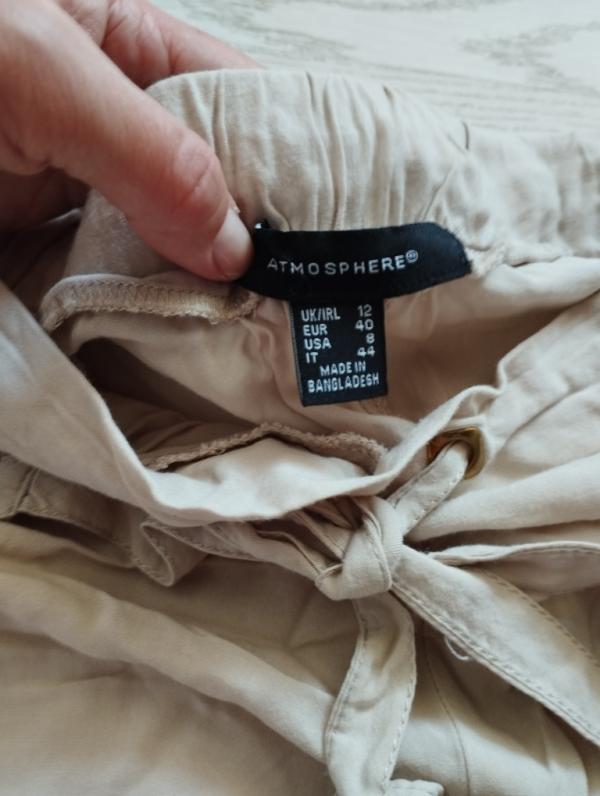 ATMOSPHERE®
UK/IRL 12
EUR 40
USA 8
IT 44
MADE IN
BANGLADESH